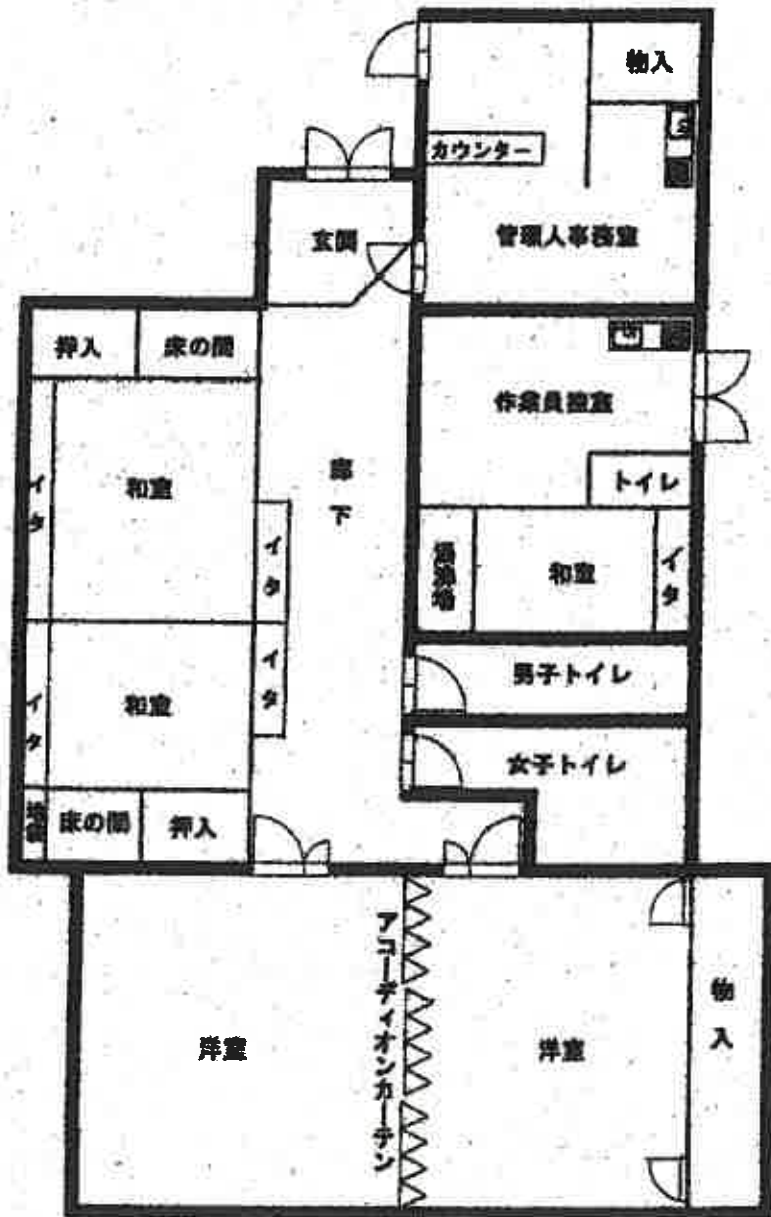 物入
カウンター
玄関
管理人事務室
押入
床の間
作業員控室
トイレ
イタ
和室
廊下
イタ
和室
イタ
イタ
和室
イタ
男子トイレ
女子トイレ
床の間
押入
アコーディオンカーテン
洋室
洋室
物入